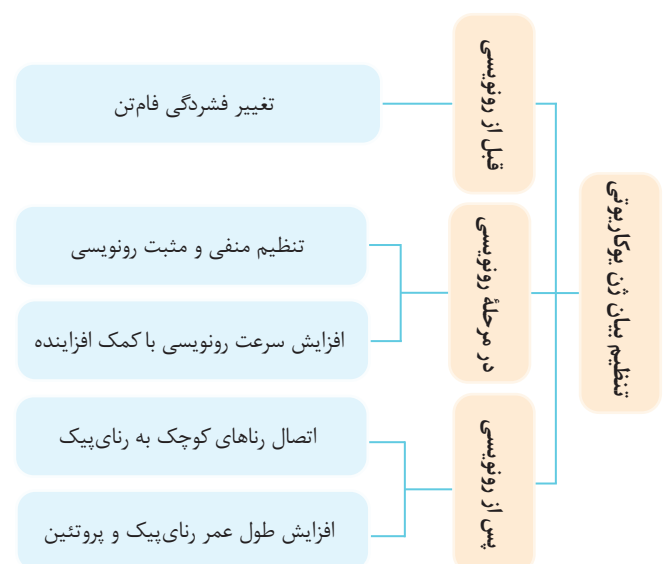 تنظیم بیان ژن یوکاریوتی
قبل از رونویسی
تغییر فشردگی فام‌تن
در مرحلۀ رونویسی
تنظیم منفی و مثبت رونویسی
افزایش سرعت رونویسی با کمک افزاینده
پس از رونویسی
اتصال رناهای کوچک به رنای‌پیک
افزایش طول عمر رنای‌پیک و پروتئین